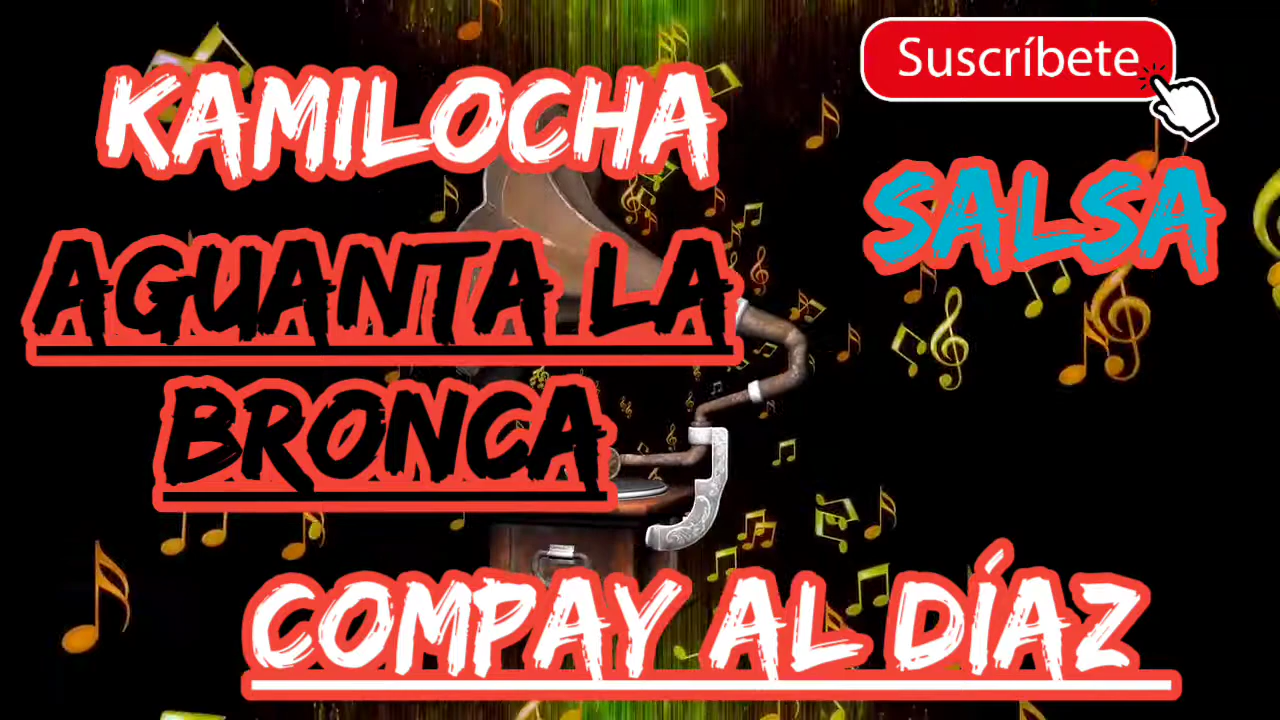 Suscríbete
KAMILOCHA
SALSA
AGUANTA LA
BRONCA
COMPAY AL DÍAZ